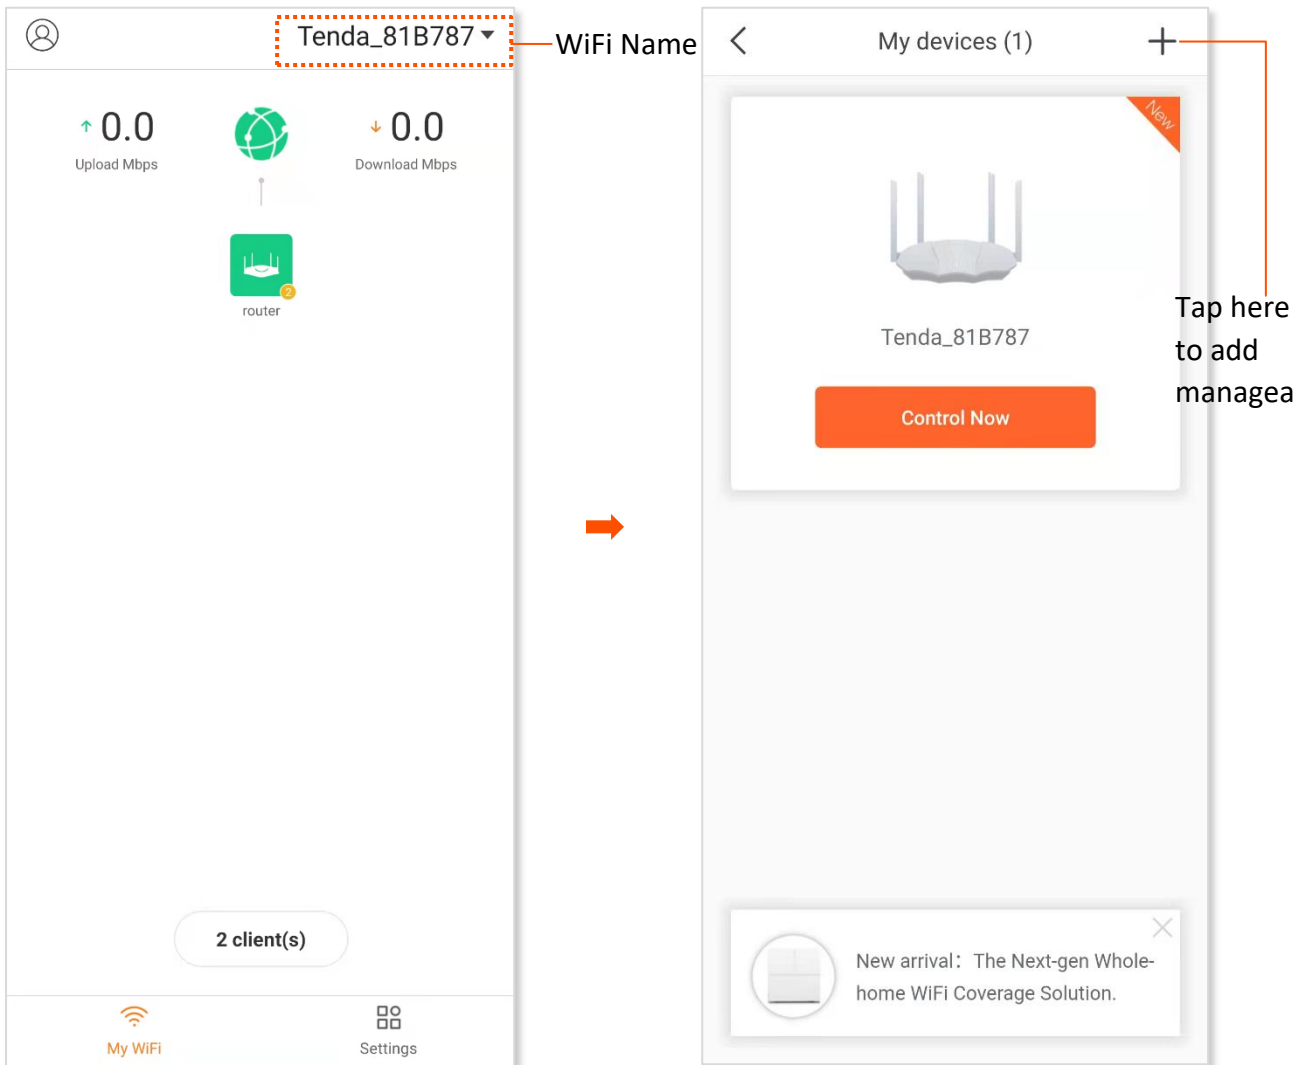 Tenda_81B787
WiFi Name
0.0
Upload Mbps
0.0
Download Mbps
2
router
2 client(s)
My WiFi
Settings
My devices (1)
New
Tenda_81B787
Control Now
Tap here
to add
managea
New arrival: The Next-gen Whole-
home WiFi Coverage Solution.